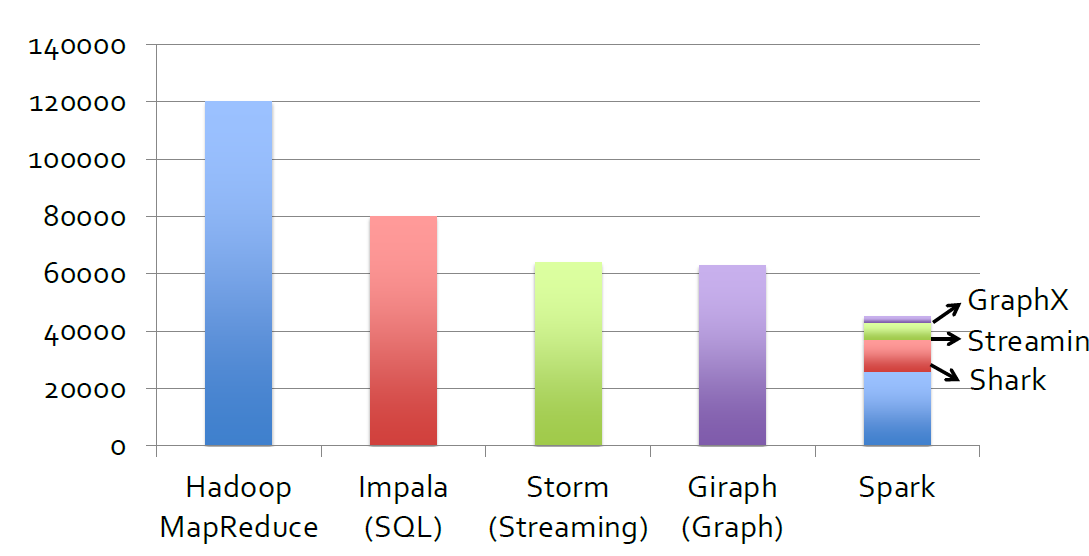 140000
120000
100000
80000
60000
40000
20000
0
GraphX
Streamin
Shark
Hadoop
MapReduce
Impala
(SQL)
Storm
(Streaming)
Giraph
(Graph)
Spark